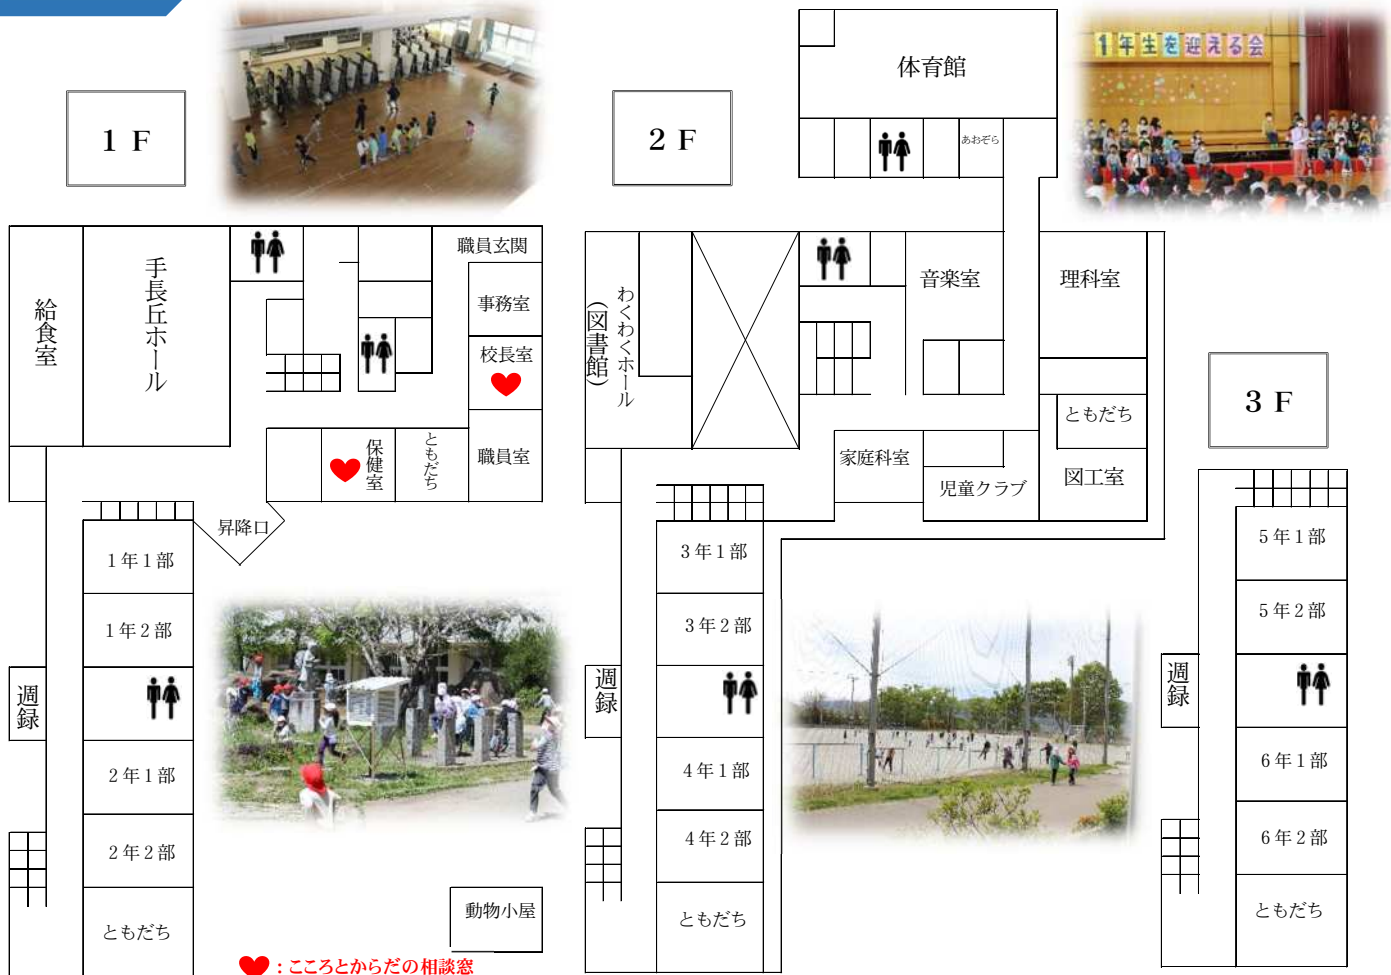 1 F
給食室
手長丘ホール
職員玄関
事務室
校長室
職員室
保健室
ともだち
昇降口
1年1部
1年2部
週録
2年1部
2年2部
ともだち
動物小屋
：こころとからだの相談窓
2 F
体育館
あおぞら
わくわくホール
（図書館）
音楽室
理科室
ともだち
図工室
家庭科室
児童クラブ
3年1部
3年2部
週録
4年1部
4年2部
ともだち
1年生を迎える会
3 F
5年1部
5年2部
週録
6年1部
6年2部
ともだち